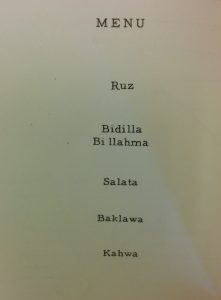 MENU
Ruz
Bidilla
Bi llahma
Salata
Baklawa
Kahwa